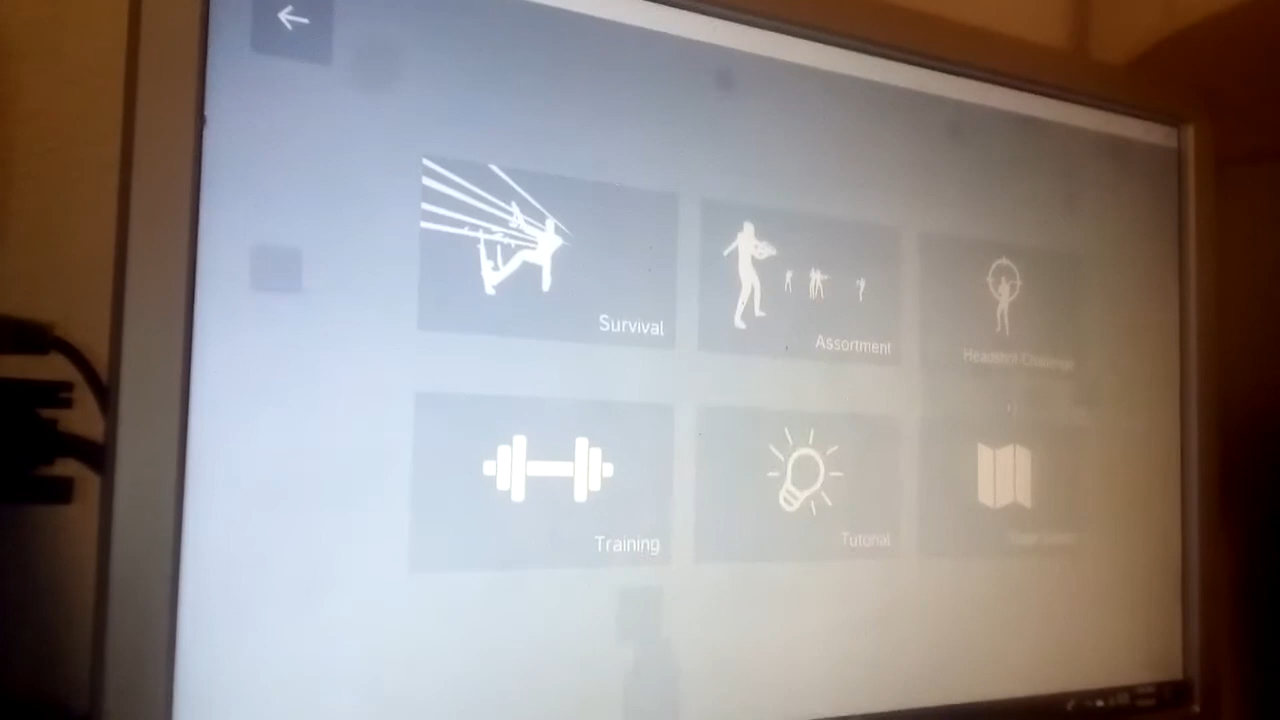 Survival
Assortment
Headshot Challenge
Training
Tutorial